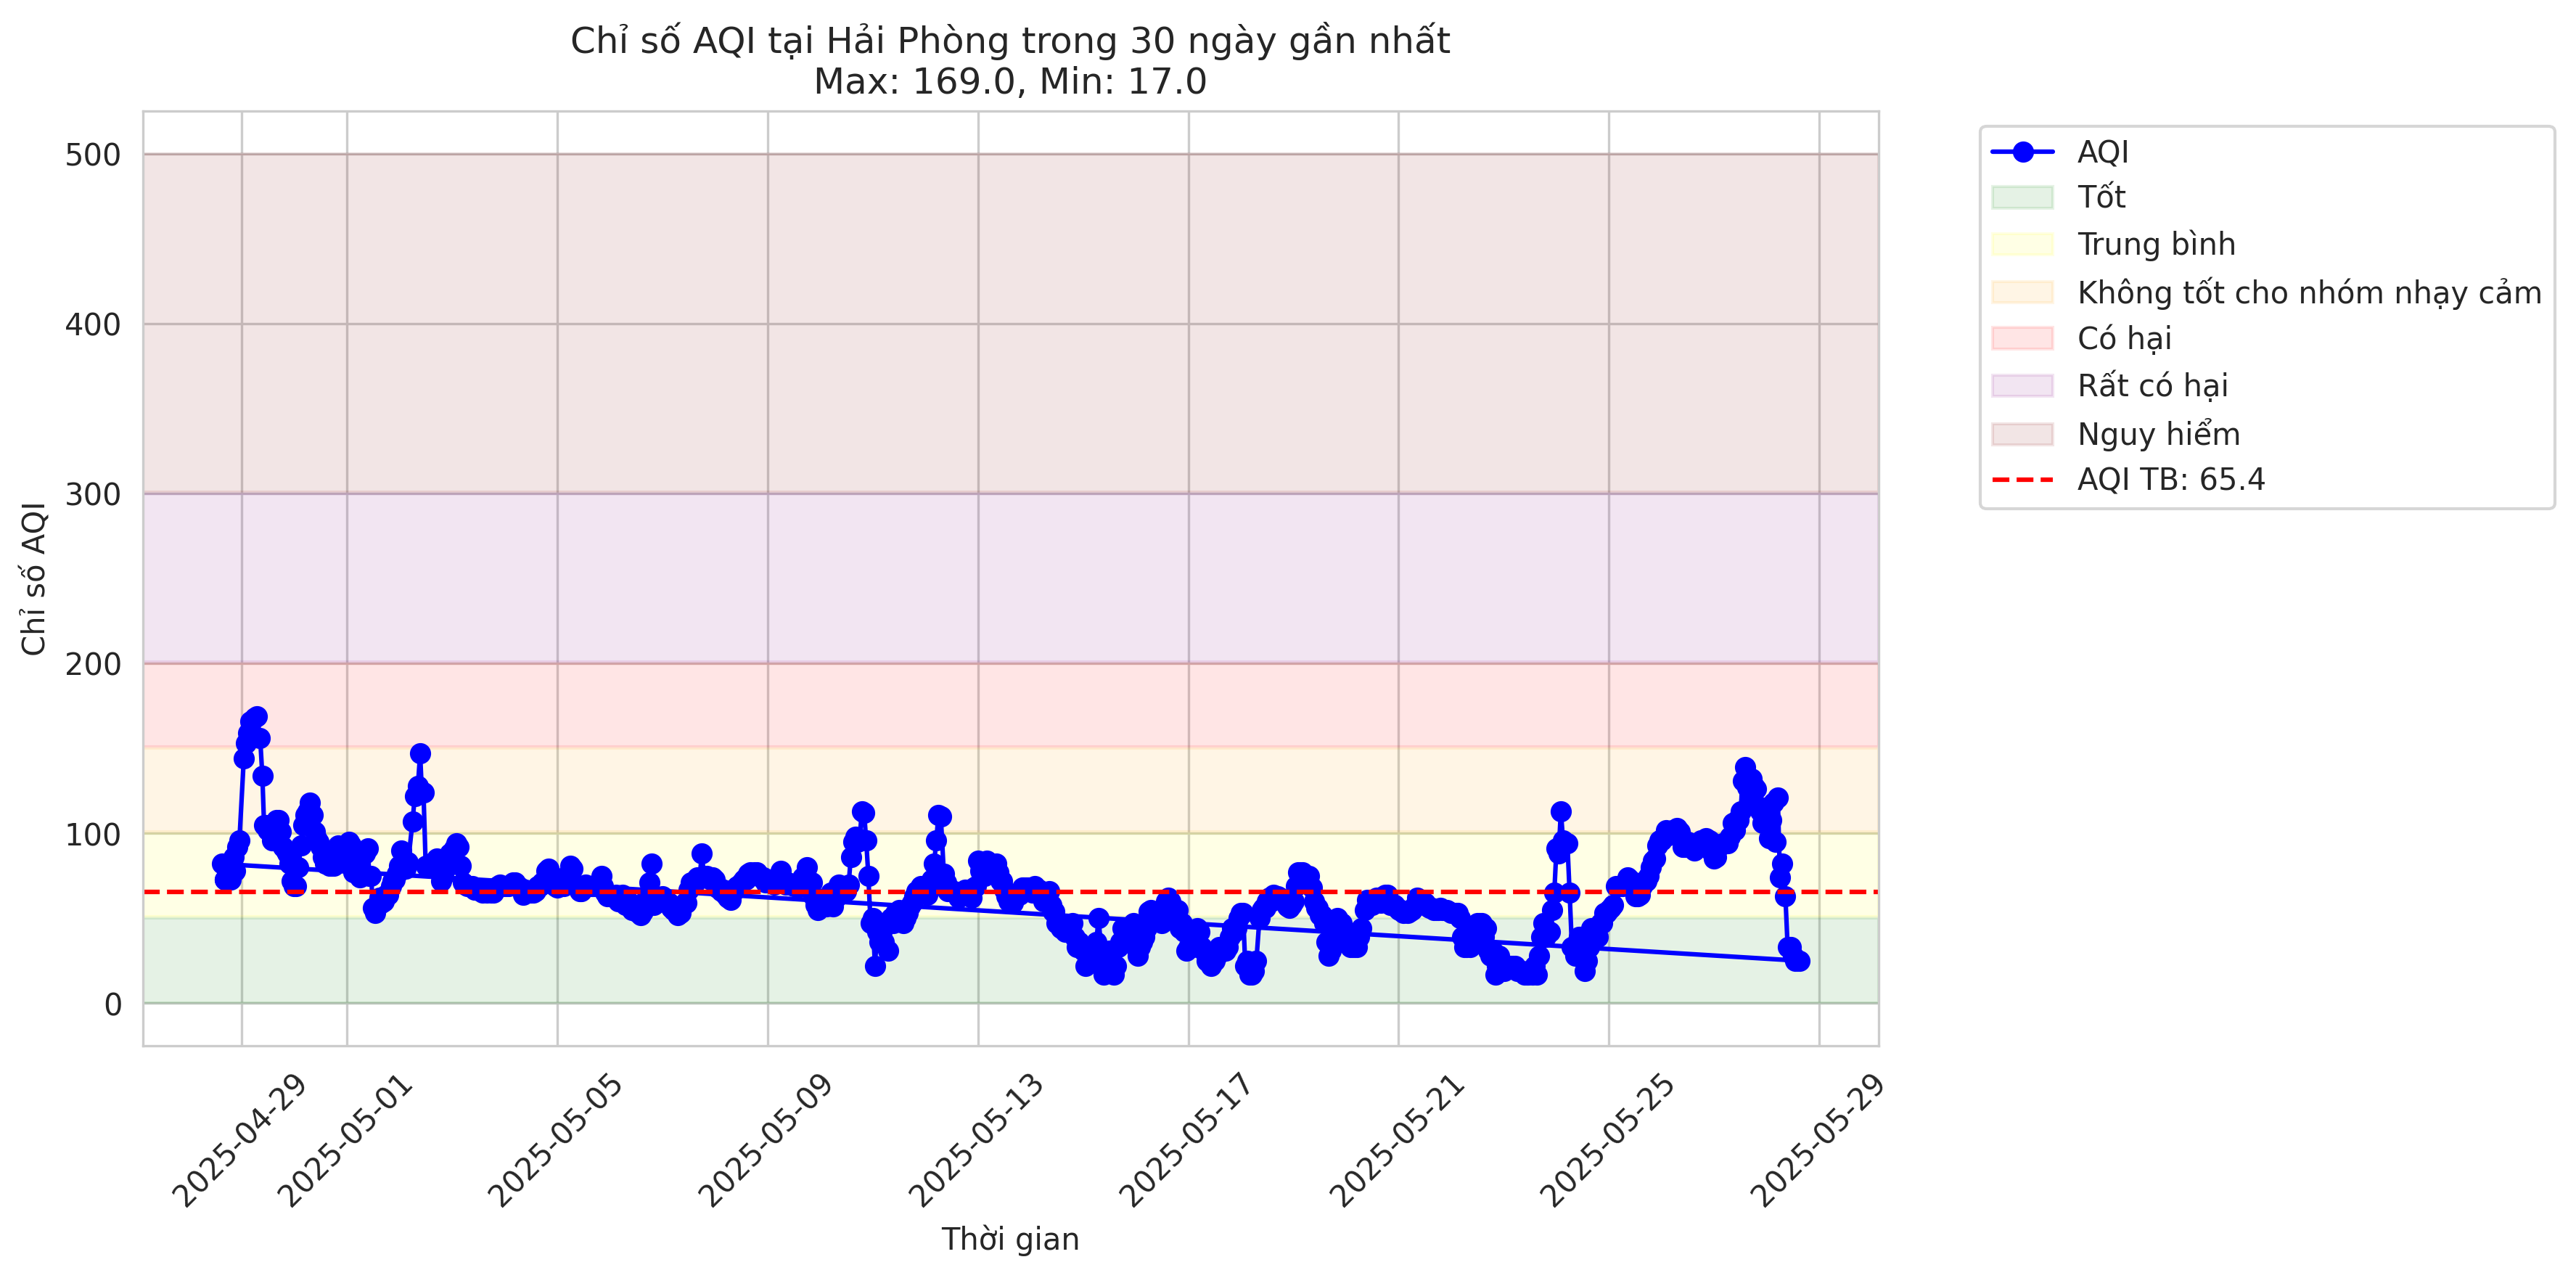 Chỉ số AQI tại Hải Phòng trong 30 ngày gần nhất
Max: 169.0, Min: 17.0
Chỉ số AQI
500
400
300
200
100
0
2025-04-29
2025-05-01
2025-05-05
2025-05-09
2025-05-13
2025-05-17
2025-05-21
2025-05-25
2025-05-29
Thời gian
AQI
Tốt
Trung bình
Không tốt cho nhóm nhạy cảm
Có hại
Rất có hại
Nguy hiểm
AQI TB: 65.4